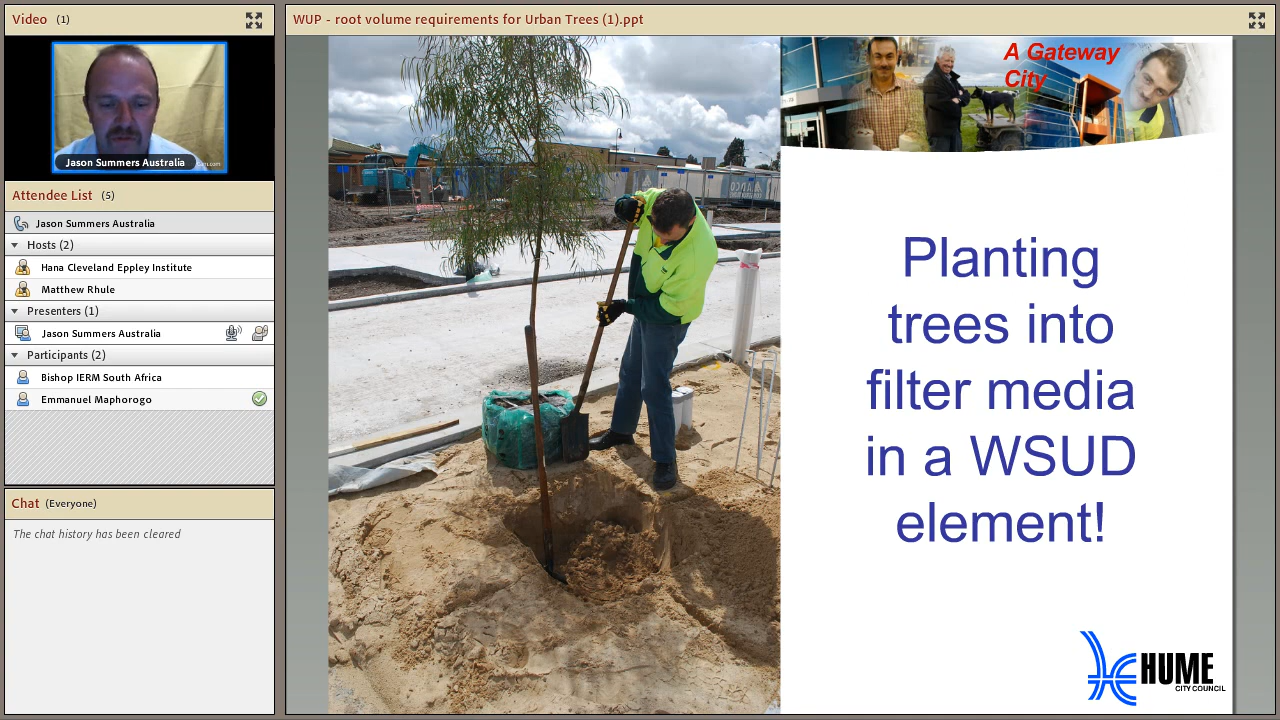 Video (1)
Jason Summers Australia
Attendee List (5)
Jason Summers Australia
Hosts (2)
Hana Cleveland Eppley Institute
Matthew Rhule
Presenters (1)
Jason Summers Australia
Participants (2)
Bishop IERM South Africa
Emmanuel Maphorogo
Chat (Everyone)
The chat history has been cleared
WUP - root volume requirements for Urban Trees (1).ppt
A Gateway
City
Planting
trees into
filter media
in a WSUD
element!
HUME
CITY COUNCIL